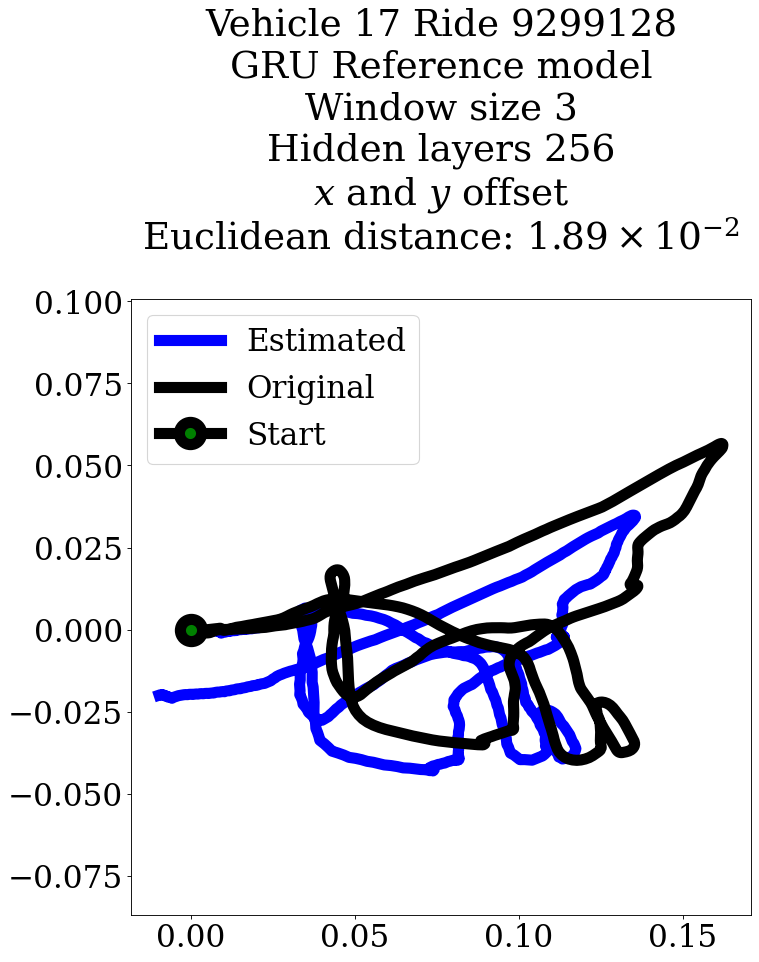 Vehicle 17 Ride 9299128
GRU Reference model
Window size 3
Hidden layers 256
x and y offset
Euclidean distance: 1.89 × 10⁻²
Estimated
Original
Start
0.100
0.075
0.050
0.025
0.000
−0.025
−0.050
−0.075
0.00 0.05 0.10 0.15